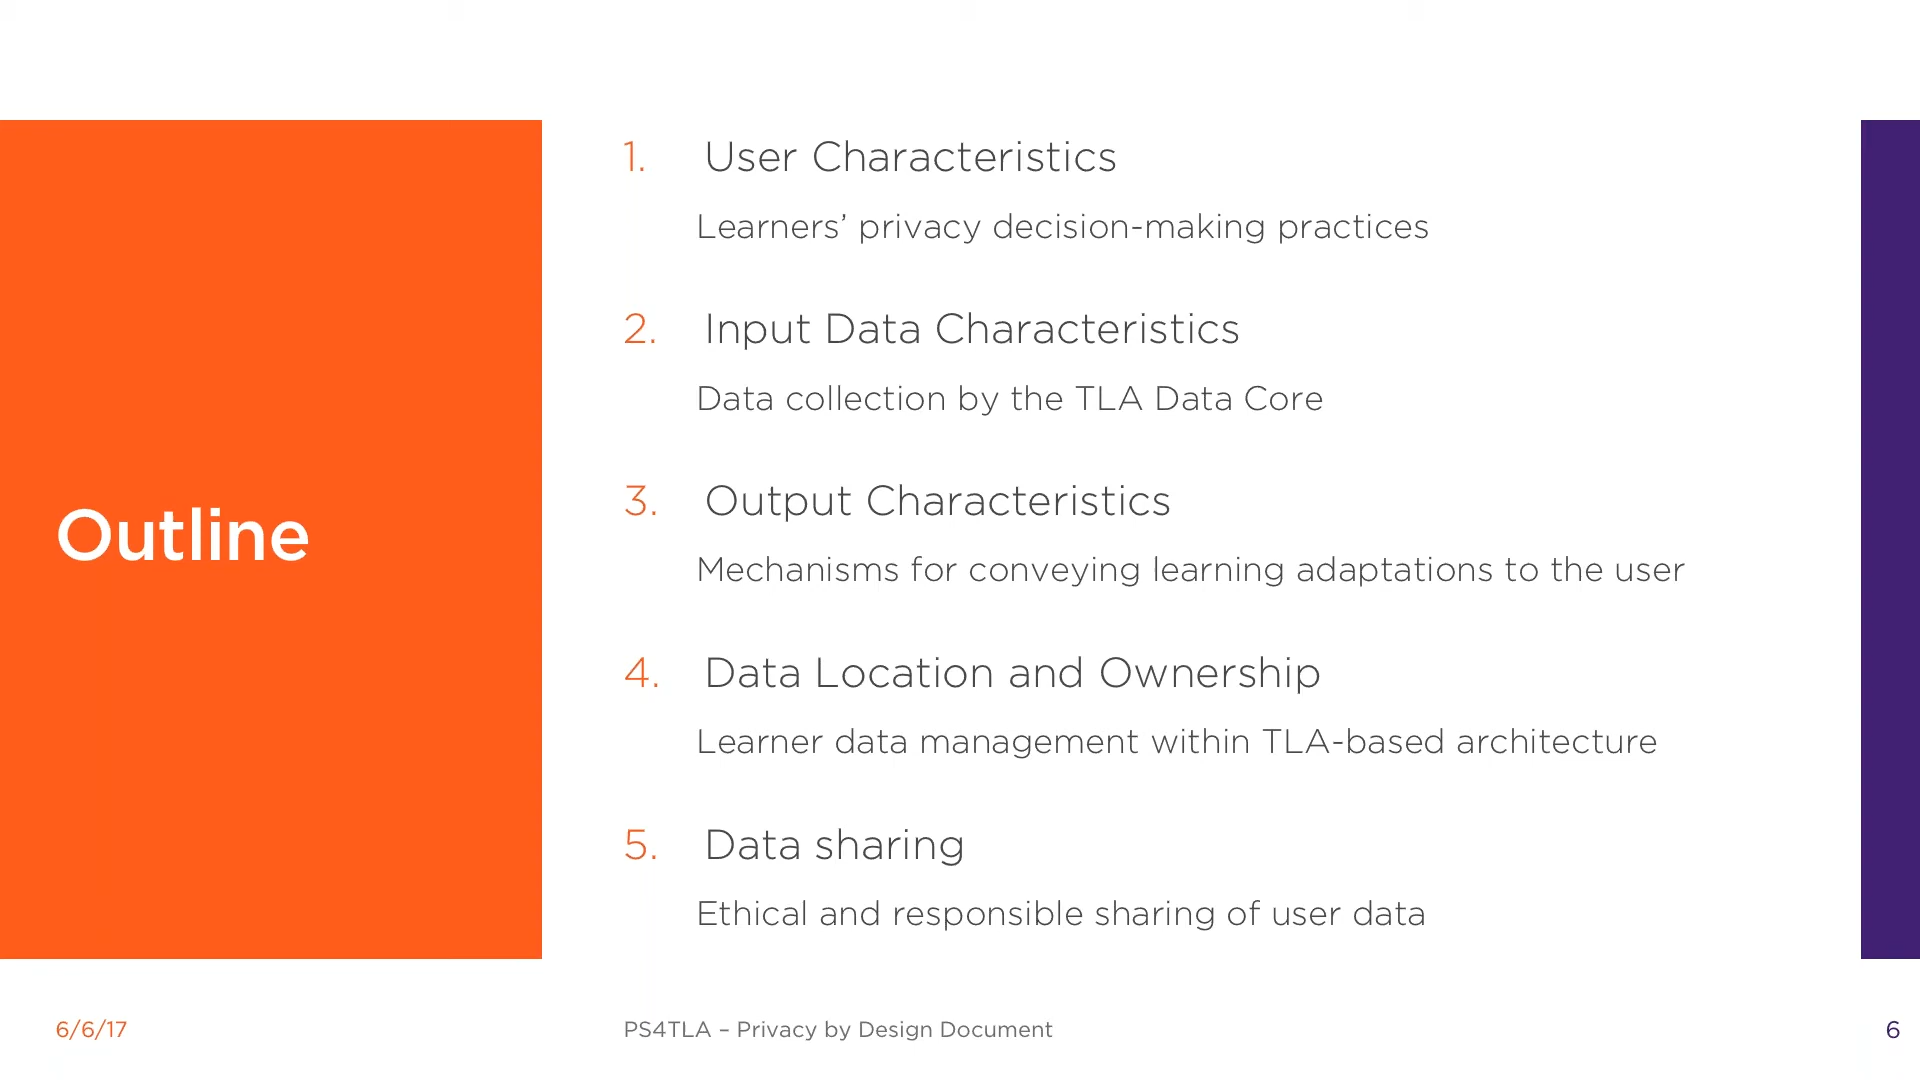 Outline
1. User Characteristics
Learners’ privacy decision-making practices
2. Input Data Characteristics
Data collection by the TLA Data Core
3. Output Characteristics
Mechanisms for conveying learning adaptations to the user
4. Data Location and Ownership
Learner data management within TLA-based architecture
5. Data sharing
Ethical and responsible sharing of user data
6/6/17
PS4TLA – Privacy by Design Document
6